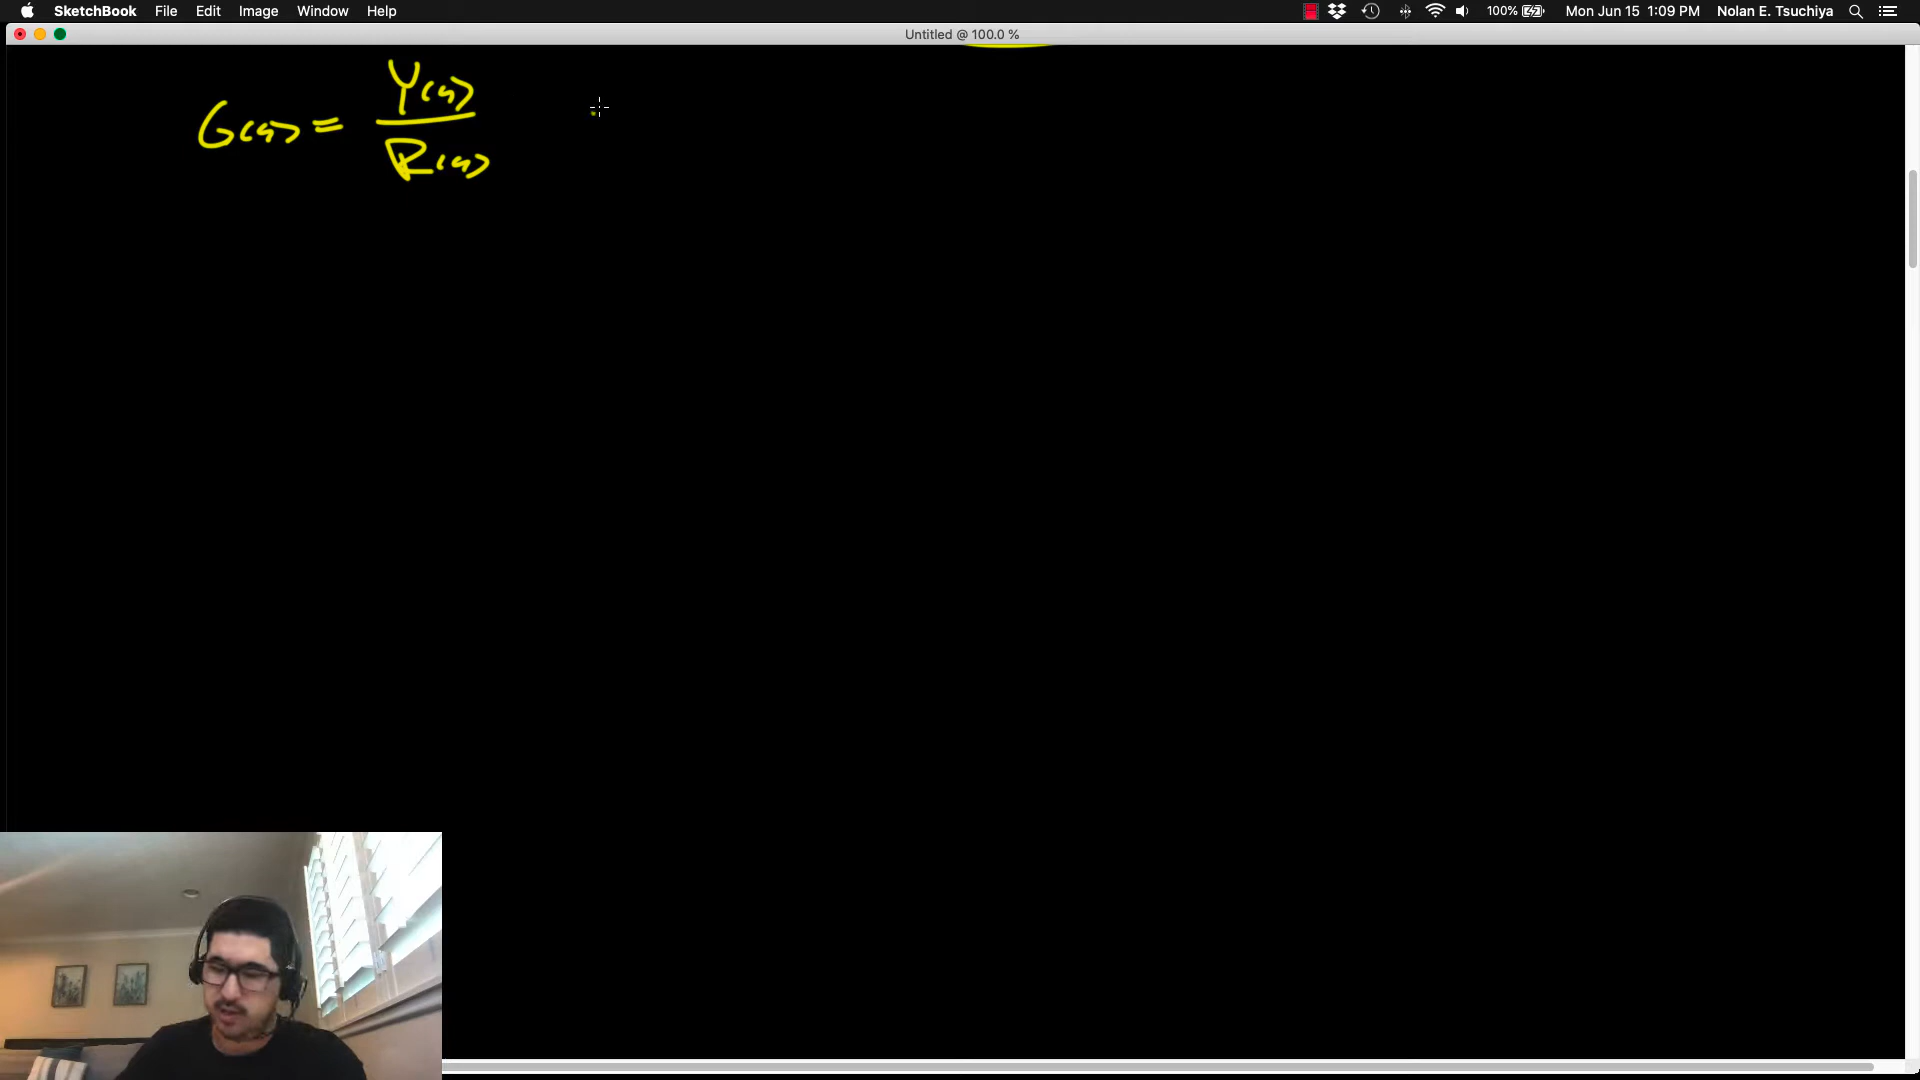 SketchBook File Edit Image Window Help 100% Mon Jun 15 1:09 PM Nolan E. Tsuchiya
Untitled @ 100.0 %
G(s) = Y(s) / R(s)